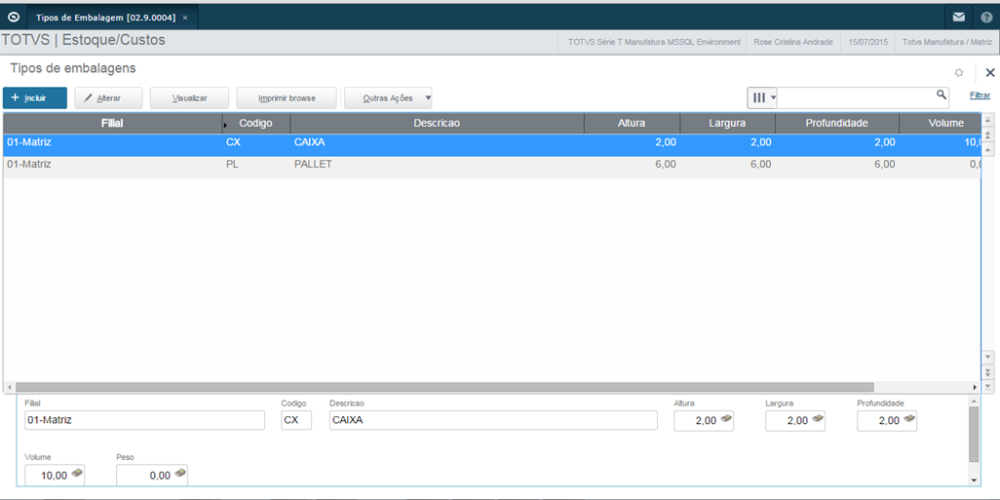 Tipos de Embalagem [02.9.0004] ×
TOTVS | Estoque/Custos TOTVS Série T Manufatura MSSQL Environment Rose Cristina Andrade 15/07/2015 Totvs Manufatura / Matriz
Tipos de embalagens
+ Incluir Alterar Visualizar Imprimir browse Outras Ações Filtrar
Filial Codigo Descricao Altura Largura Profundidade Volume
01-Matriz CX CAIXA 2,00 2,00 2,00 10,0
01-Matriz PL PALLET 6,00 6,00 6,00 0,0
Filial Codigo Descricao Altura Largura Profundidade
01-Matriz CX CAIXA 2,00 2,00 2,00
Volume Peso
10,00 0,00